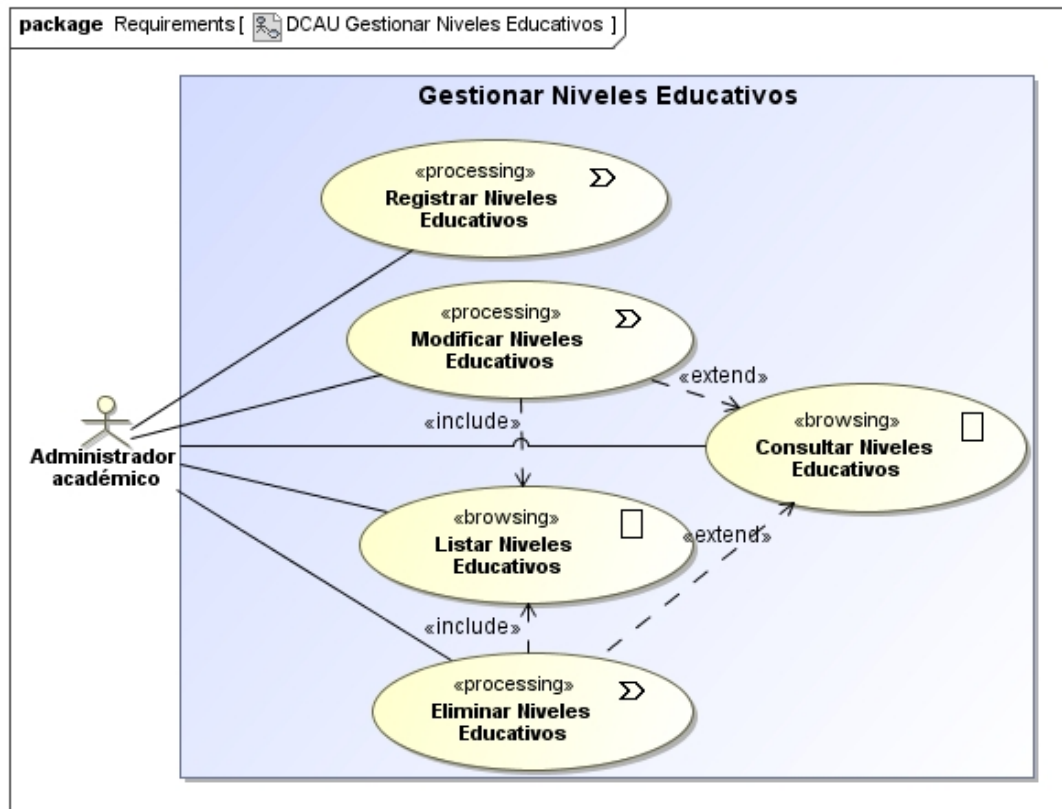 package Requirements [ DCAU Gestionar Niveles Educativos ]
Gestionar Niveles Educativos
«processing»
Registrar Niveles
Educativos
«processing»
Modificar Niveles
Educativos
«extend»
«include»
«browsing»
Consultar Niveles
Educativos
Administrador
académico
«browsing»
Listar Niveles
Educativos
«extend»
«include»
«processing»
Eliminar Niveles
Educativos